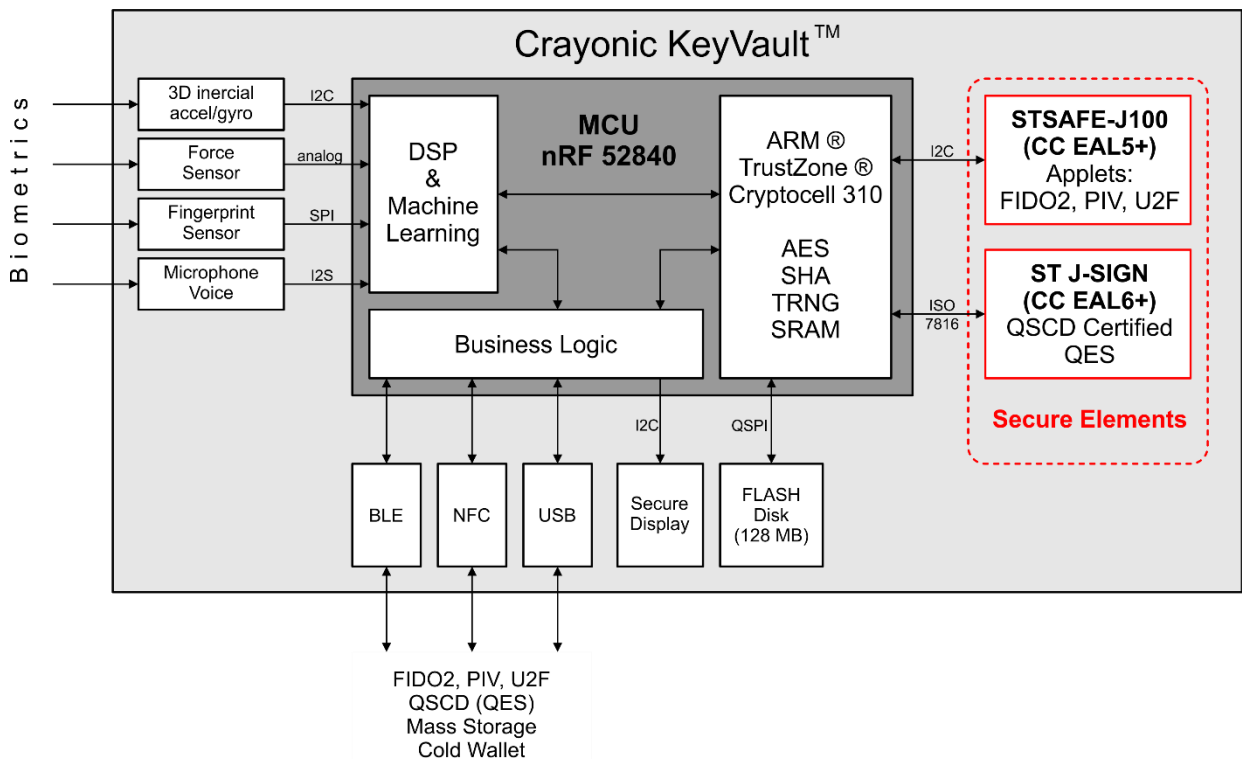 Crayonic KeyVault™
Biometrics
3D inercial
accel/gyro
I2C
Force
Sensor
analog
Fingerprint
Sensor
SPI
Microphone
Voice
I2S
DSP
&
Machine
Learning
MCU
nRF 52840
ARM ®
TrustZone ®
Cryptocell 310
AES
SHA
TRNG
SRAM
Business Logic
I2C
STSAFE-J100
(CC EAL5+)
Applets:
FIDO2, PIV, U2F
ISO
7816
ST J-SIGN
(CC EAL6+)
QSCD Certified
QES
Secure Elements
I2C
QSPI
BLE
NFC
USB
Secure
Display
FLASH
Disk
(128 MB)
FIDO2, PIV, U2F
QSCD (QES)
Mass Storage
Cold Wallet